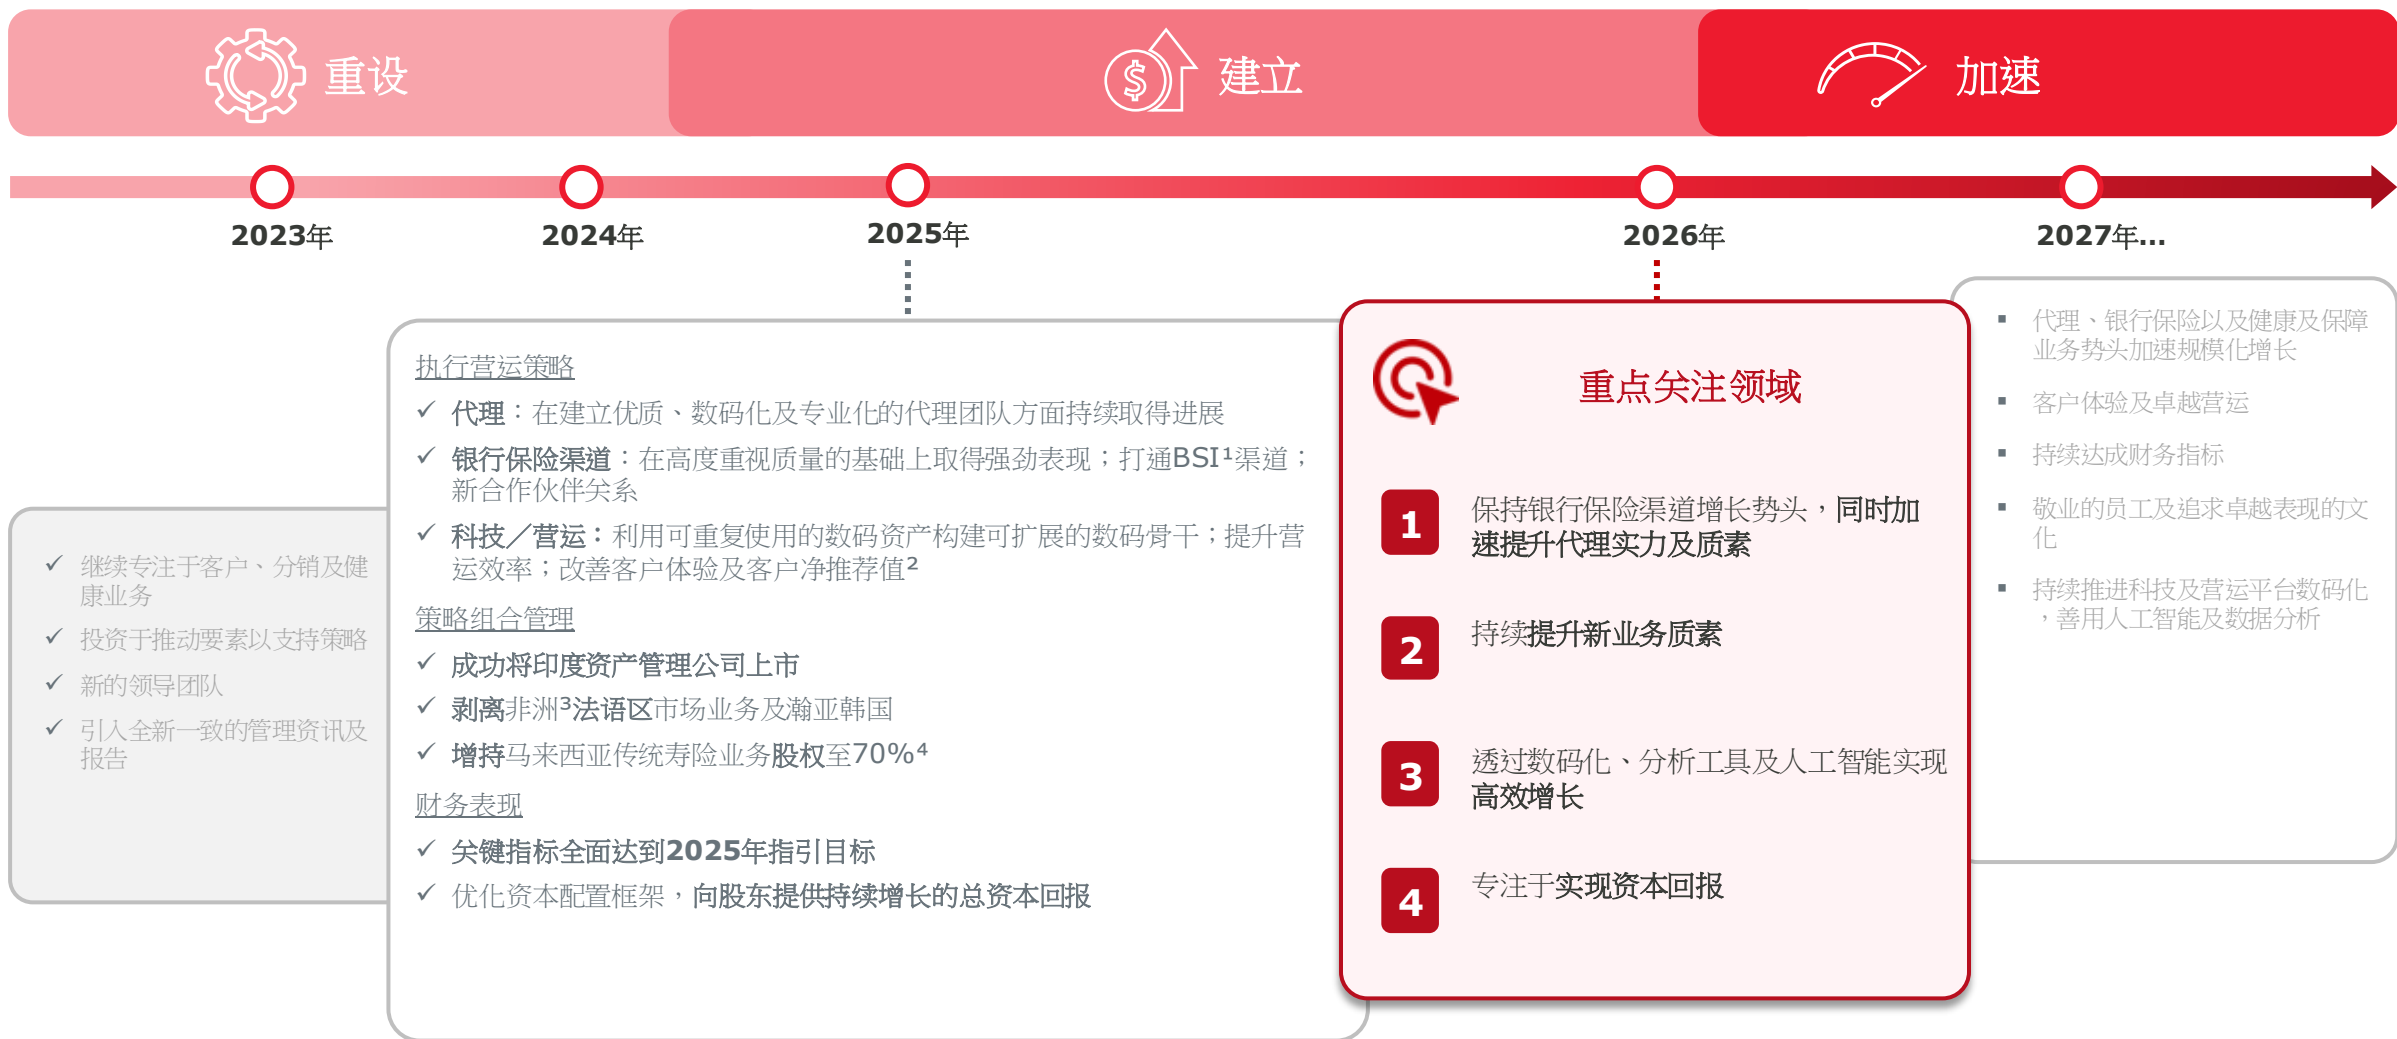 重设
建立
加速
2023年
2024年
2025年
2026年
2027年...
继续专注于客户、分销及健
康业务
投资于推动要素以支持策略
新的领导团队
引入全新一致的管理资讯及
报告
执行营运策略
代理：在建立优质、数码化及专业化的代理团队方面持续取得进展
银行保险渠道：在高度重视质量的基础上取得强劲表现；打通BSI¹渠道；
新合作伙伴关系
科技／营运：利用可重复使用的数码资产构建可扩展的数码骨干；提升营
运效率；改善客户体验及客户净推荐值²
策略组合管理
成功将印度资产管理公司上市
剥离非洲³法语区市场业务及瀚亚韩国
增持马来西亚传统寿险业务股权至70%⁴
财务表现
关键指标全面达到2025年指引目标
优化资本配置框架，向股东提供持续增长的总资本回报
重点关注领域
1
保持银行保险渠道增长势头，同时加
速提升代理实力及质素
2
持续提升新业务质素
3
透过数码化、分析工具及人工智能实现
高效增长
4
专注于实现资本回报
代理、银行保险以及健康及保障
业务势头加速规模化增长
客户体验及卓越营运
持续达成财务指标
敬业的员工及追求卓越表现的文
化
持续推进科技及营运平台数码化
，善用人工智能及数据分析